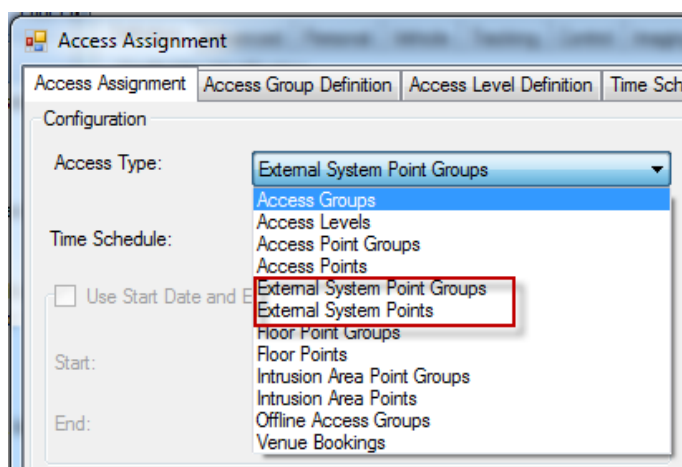 Access Assignment
Access Assignment Access Group Definition Access Level Definition Time Sch
Configuration
Access Type:
External System Point Groups
Access Groups
Access Levels
Access Point Groups
Access Points
Time Schedule:
External System Point Groups
External System Points
Use Start Date and E
Floor Point Groups
Floor Points
Start:
Intrusion Area Point Groups
Intrusion Area Points
Offline Access Groups
End:
Venue Bookings